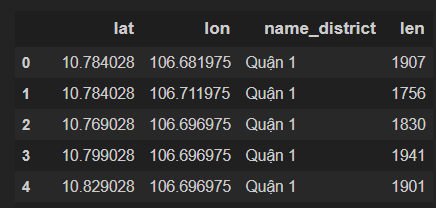 lat lon name_district len
0 10.784028 106.681975 Quận 1 1907
1 10.784028 106.711975 Quận 1 1756
2 10.769028 106.696975 Quận 1 1830
3 10.799028 106.696975 Quận 1 1941
4 10.829028 106.696975 Quận 1 1901